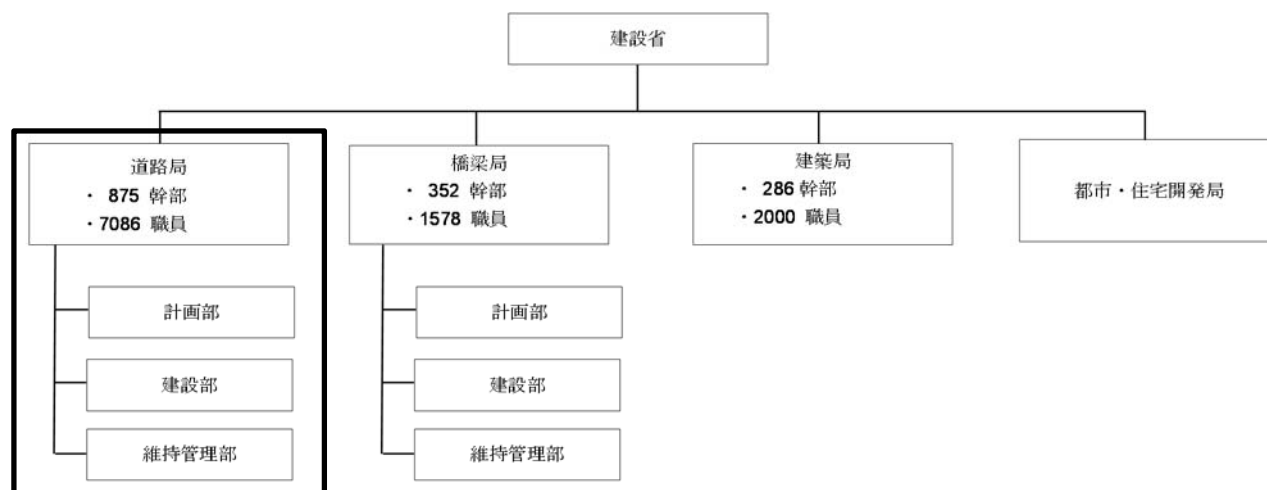 建設省
道路局
・ 875 幹部
・7086 職員
計画部
建設部
維持管理部
橋梁局
・ 352 幹部
・1578 職員
計画部
建設部
維持管理部
建築局
・ 286 幹部
・2000 職員
都市・住宅開発局